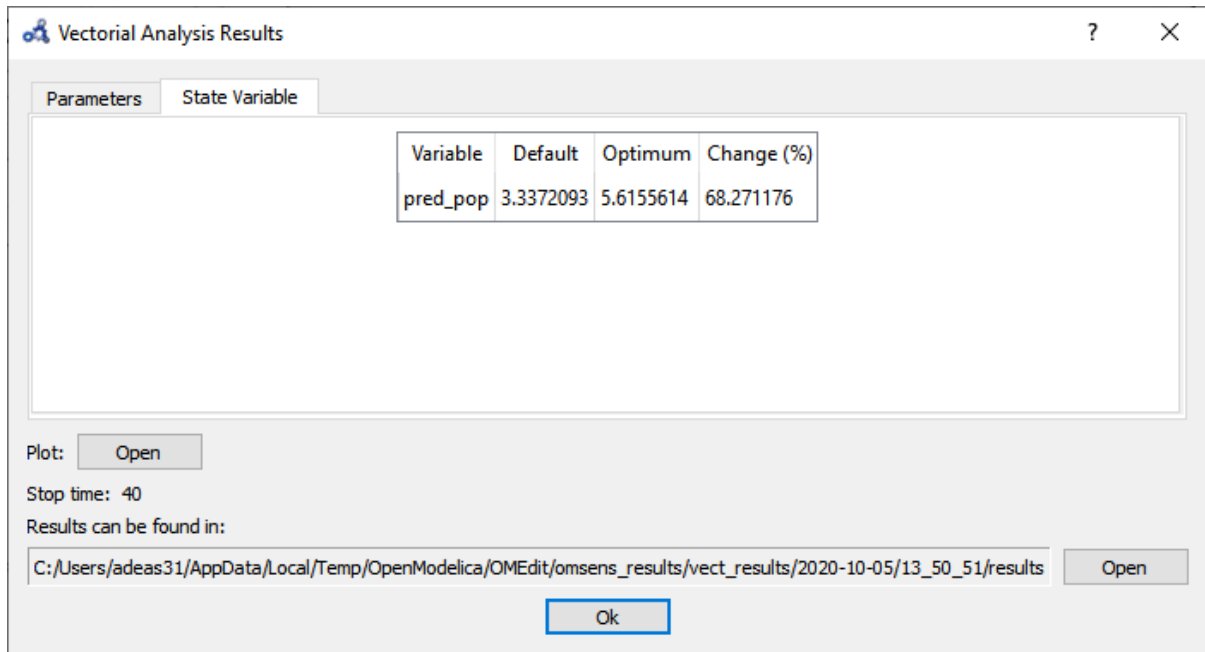 Vectorial Analysis Results ?
Parameters State Variable
Variable Default Optimum Change (%)
pred_pop 3.3372093 5.6155614 68.271176
Plot: Open
Stop time: 40
Results can be found in:
C:/Users/adeas31/AppData/Local/Temp/OpenModelica/OMEdit/omsens_results/vect_results/2020-10-05/13_50_51/results Open
Ok